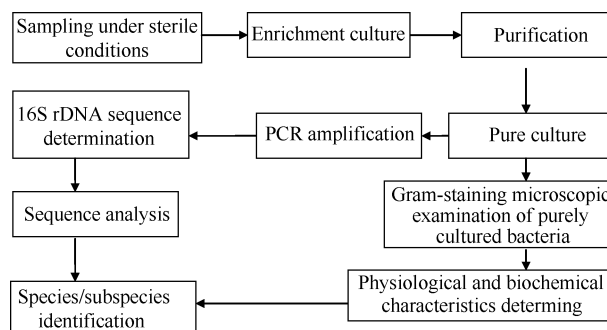 Sampling under sterile
conditions
Enrichment culture
Purification
16S rDNA sequence
determination
PCR amplification
Pure culture
Sequence analysis
Gram-staining microscopic
examination of purely
cultured bacteria
Species/subspecies
identification
Physiological and biochemical
characteristics determing